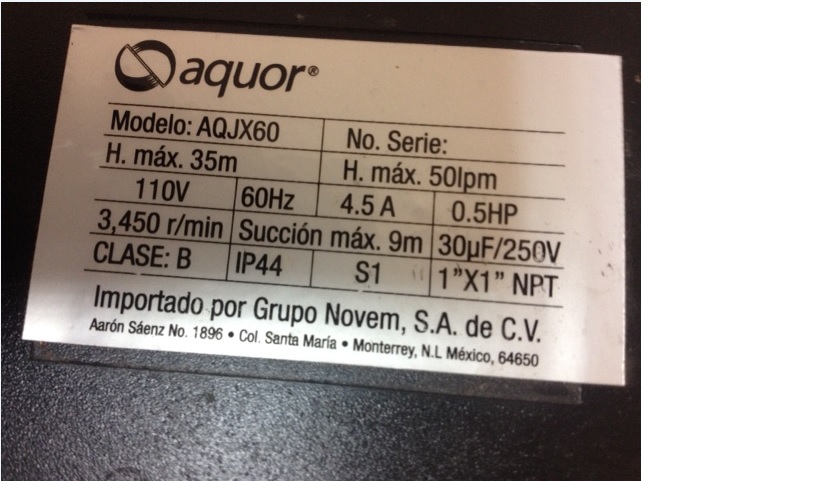 aquor®
Modelo: AQJX60 No. Serie:
H. máx. 35m H. máx. 50lpm
110V 60Hz 4.5 A 0.5HP
3,450 r/min Succión máx. 9m 30µF/250V
CLASE: B IP44 S1 1”X1” NPT
Importado por Grupo Novem, S.A. de C.V.
Aarón Sáenz No. 1896 • Col. Santa María • Monterrey, N.L México, 64650